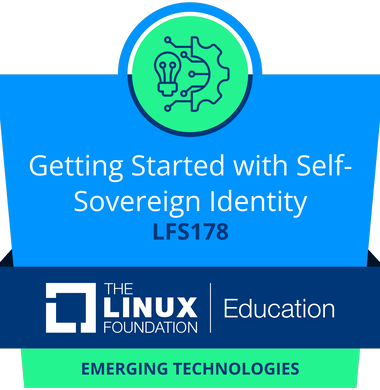 Getting Started with Self-
Sovereign Identity
LFS178
THE
LINUX
FOUNDATION
Education
EMERGING TECHNOLOGIES